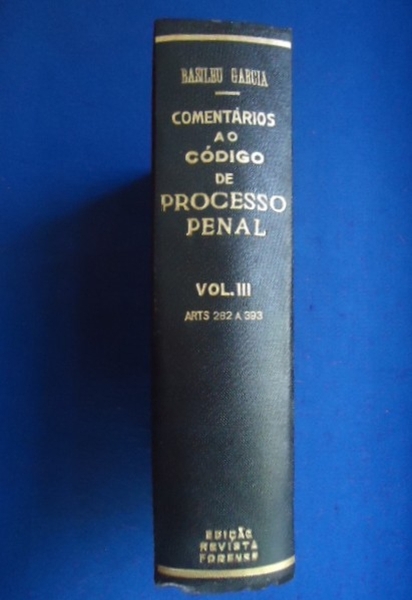 BASILEU GARCIA
COMENTÁRIOS
AO
CÓDIGO
DE
PROCESSO
PENAL
VOL. III
ARTS 282 A 393
EDIÇÃO
REVISTA
FORENSE